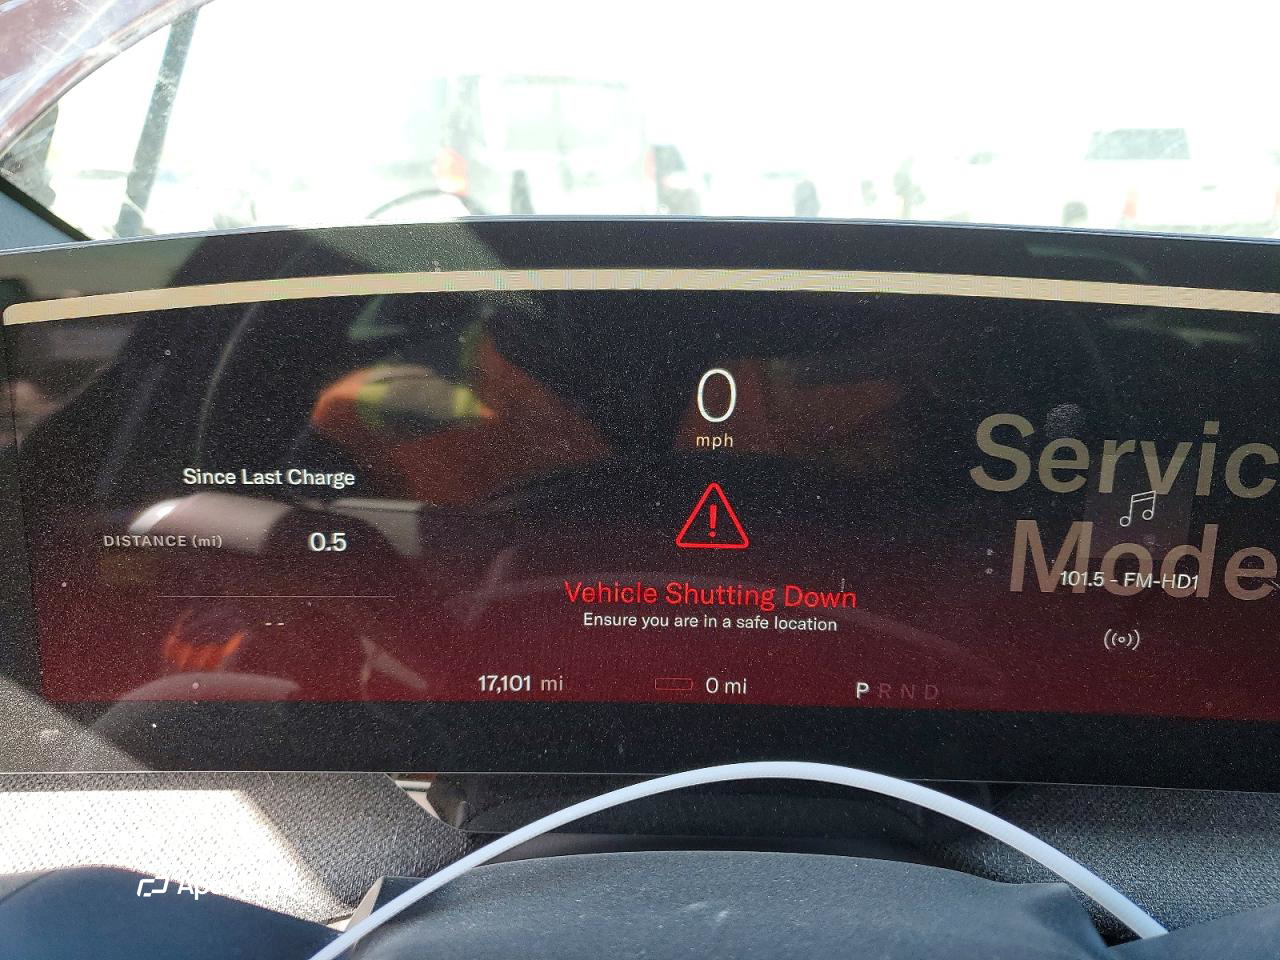 0
mph
Since Last Charge
DISTANCE (mi) 0.5
--
Vehicle Shutting Down
Ensure you are in a safe location
17,101 mi
0 mi
P R N D
Servic
Mode
101.5 - FM-HD1